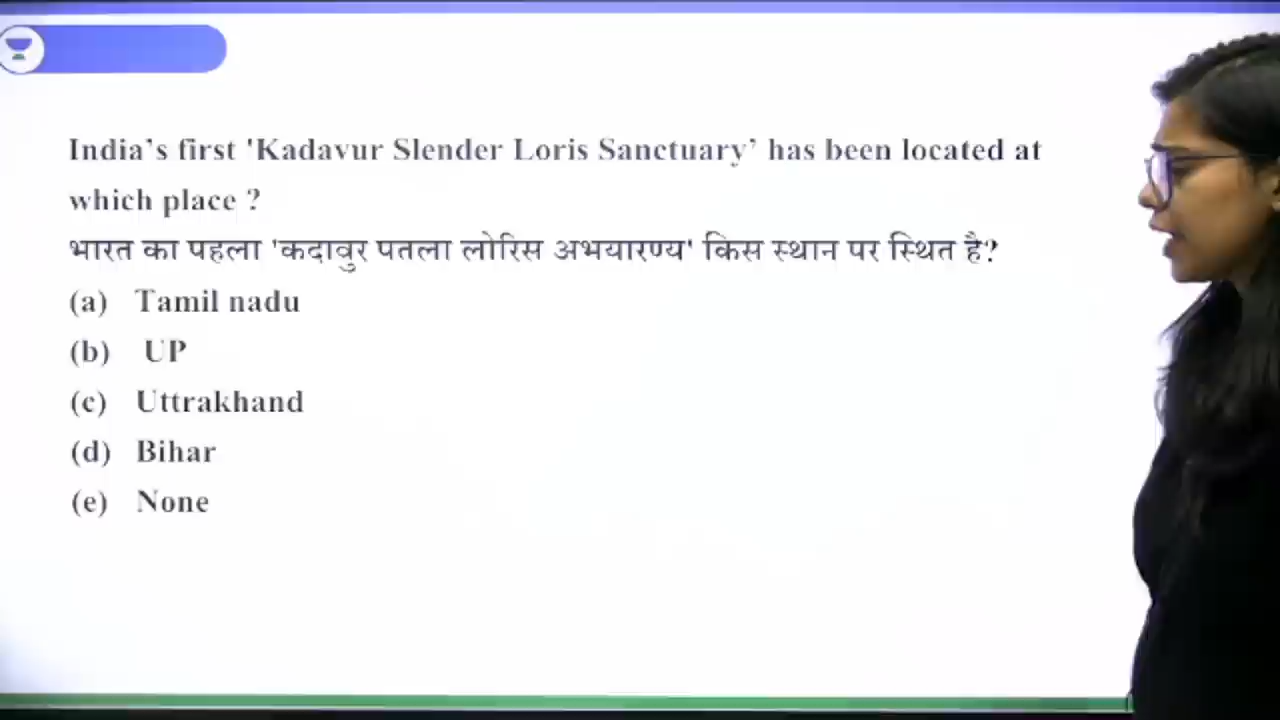 India’s first 'Kadavur Slender Loris Sanctuary’ has been located at
which place ?
भारत का पहला 'कदावुर पतला लोरिस अभयारण्य' किस स्थान पर स्थित है?
(a) Tamil nadu
(b) UP
(c) Uttrakhand
(d) Bihar
(e) None